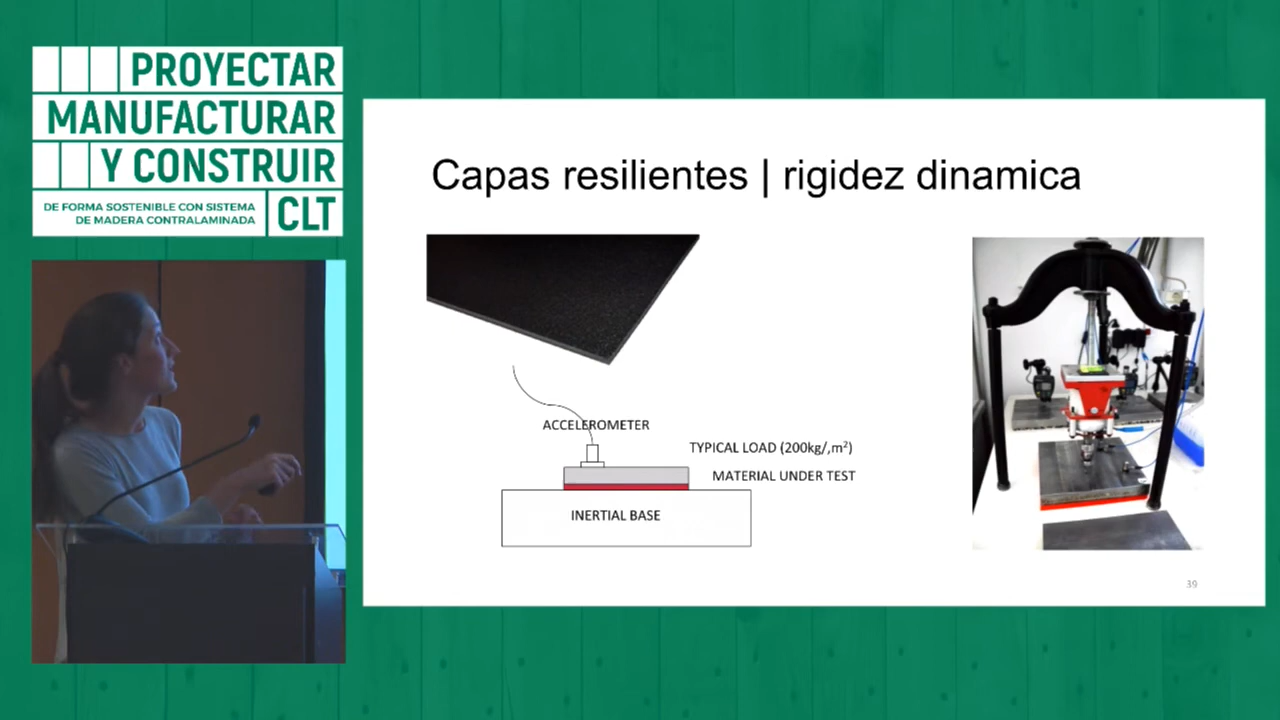 PROYECTAR
MANUFACTURAR
Y CONSTRUIR
DE FORMA SOSTENIBLE CON SISTEMA
DE MADERA CONTRALAMINADA
CLT
Capas resilientes | rigidez dinamica
ACCELEROMETER
TYPICAL LOAD (200kg/,m²)
MATERIAL UNDER TEST
INERTIAL BASE
39